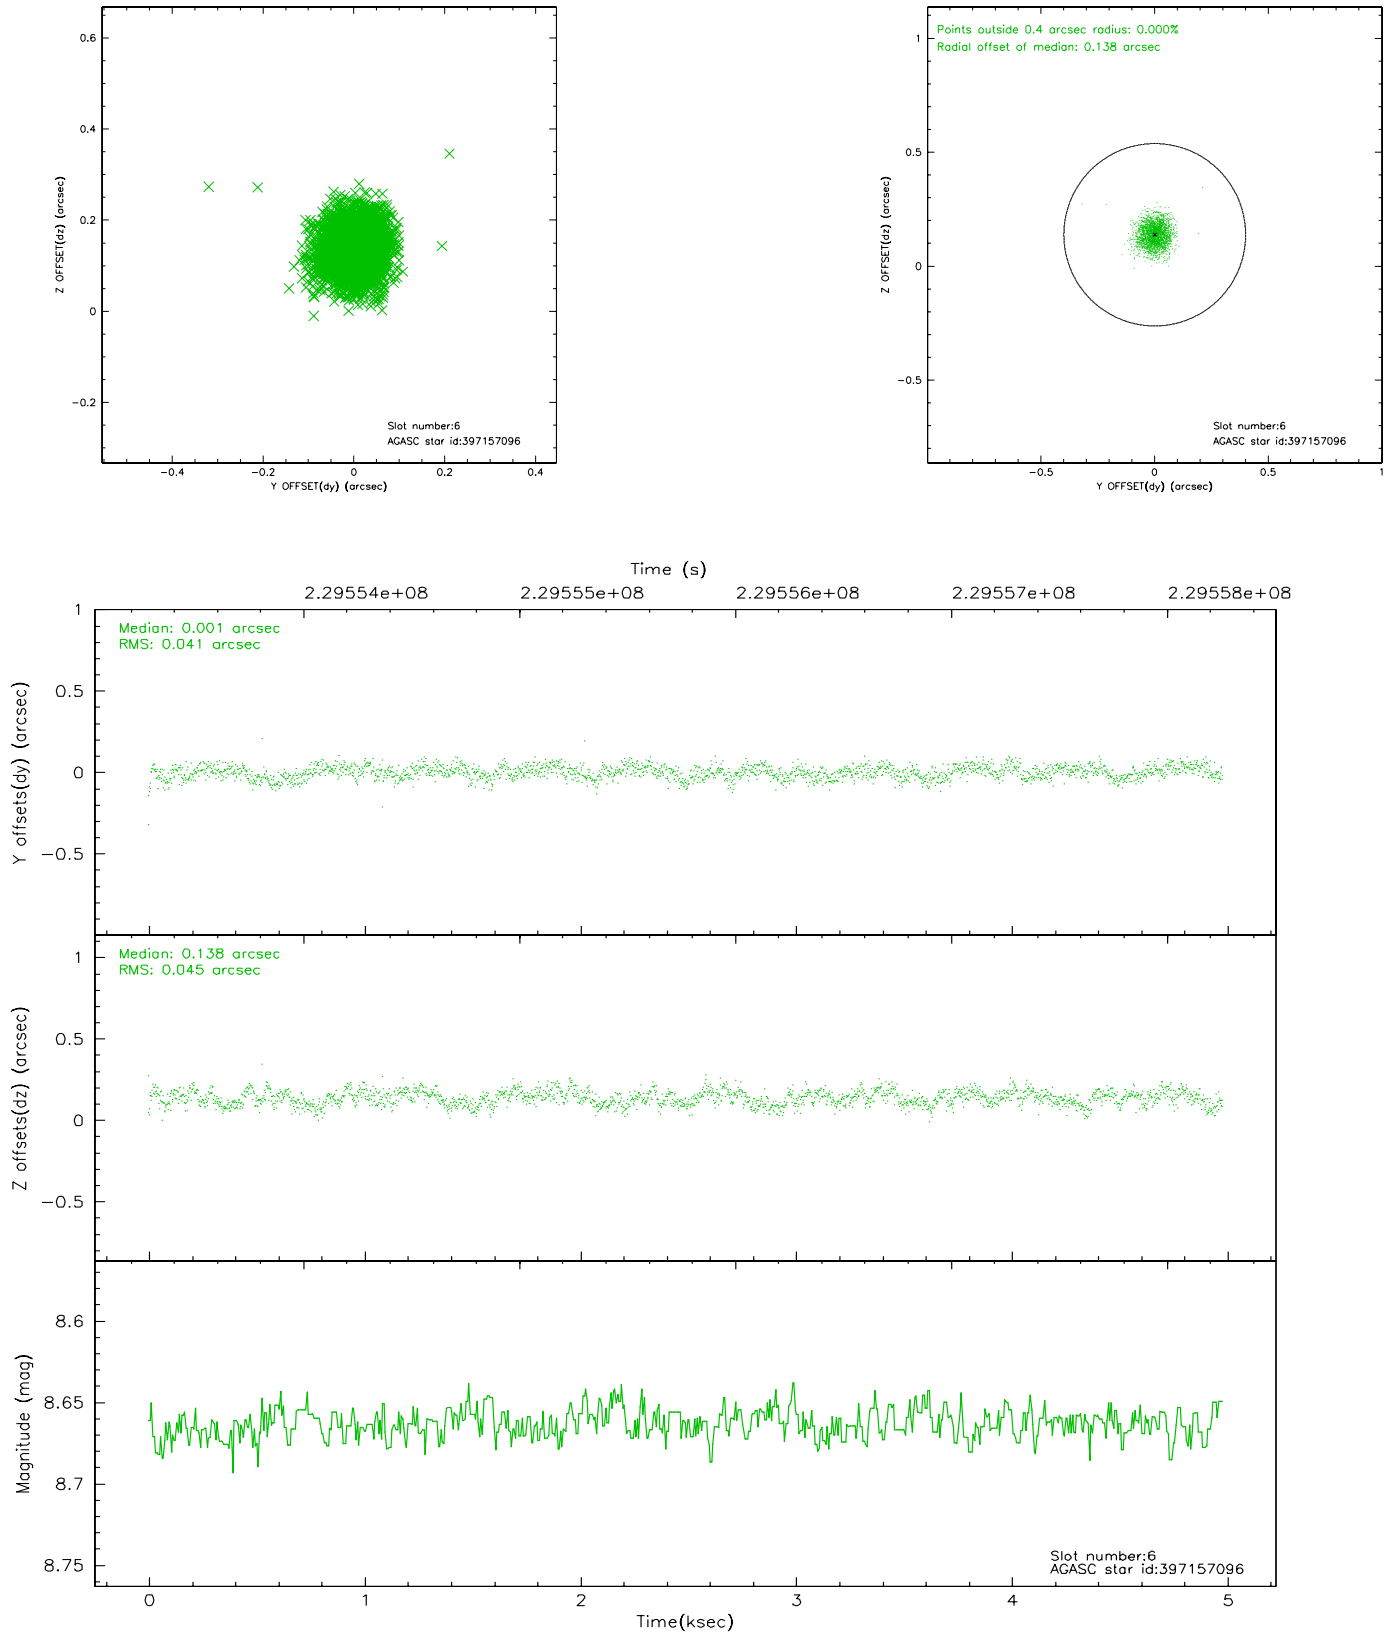 0.6
0.4
0.2
0
−0.2
Z OFFSET(dz) (arcsec)
Slot number:6
AGASC star id:397157096
−0.4 −0.2 0 0.2 0.4
Y OFFSET(dy) (arcsec)
Points outside 0.4 arcsec radius: 0.000%
Radial offset of median: 0.138 arcsec
1
0.5
0
−0.5
Z OFFSET(dz) (arcsec)
Slot number:6
AGASC star id:397157096
−0.5 0 0.5 1
Y OFFSET(dy) (arcsec)
Time (s)
2.29554e+08 2.29555e+08 2.29556e+08 2.29557e+08 2.29558e+08
Median: 0.001 arcsec
RMS: 0.041 arcsec
1
0.5
0
−0.5
Y offsets(dy) (arcsec)
Median: 0.138 arcsec
RMS: 0.045 arcsec
1
0.5
0
−0.5
Z offsets(dz) (arcsec)
8.6
8.65
8.7
8.75
Magnitude (mag)
Slot number:6
AGASC star id:397157096
0 1 2 3 4 5
Time(ksec)